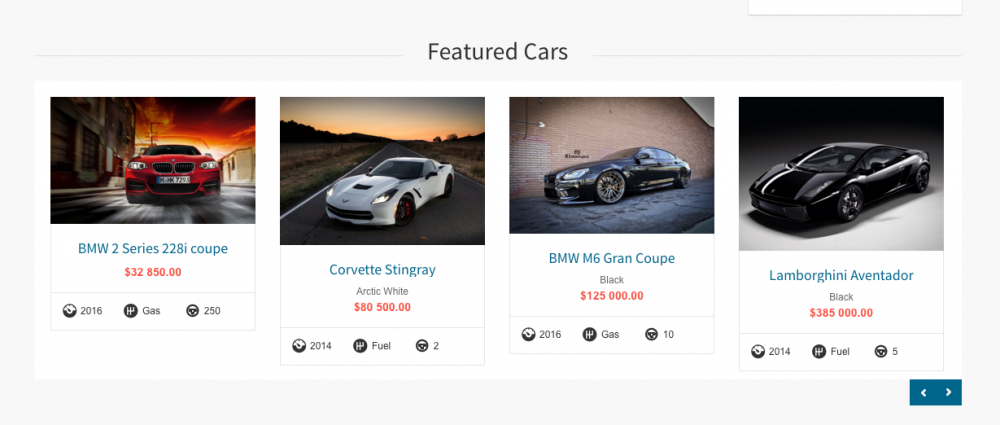 Featured Cars
BMW 2 Series 228i coupe
$32 850.00
2016 Gas 250
Corvette Stingray
Arctic White
$80 500.00
2014 Fuel 2
BMW M6 Gran Coupe
Black
$125 000.00
2016 Gas 10
Lamborghini Aventador
Black
$385 000.00
2014 Fuel 5